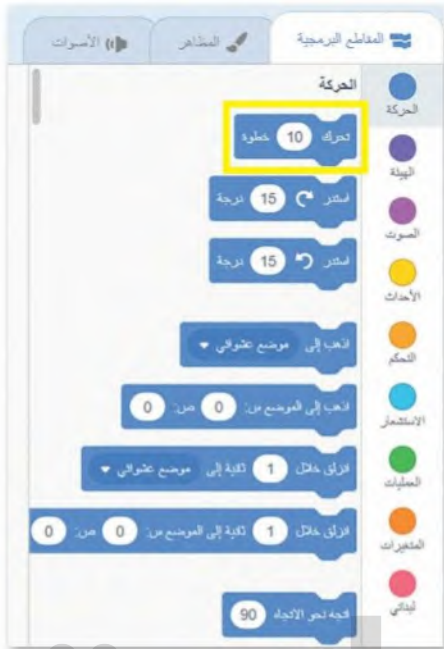 المقاطع البرمجية
المظاهر
الأصوات
الحركة
الحركة
تحرك 10 خطوة
الهيئة
استدر 15 درجة
الصوت
استدر 15 درجة
الأحداث
التحكم
اذهب إلى موضع عشوائي
اذهب إلى الموضع س: 0 ص: 0
الاستشعار
انزلق خلال 1 ثانية إلى موضع عشوائي
العمليات
انزلق خلال 1 ثانية إلى الموضع س: 0 ص: 0
المتغيرات
لبناتي
اتجه نحو الاتجاه 90